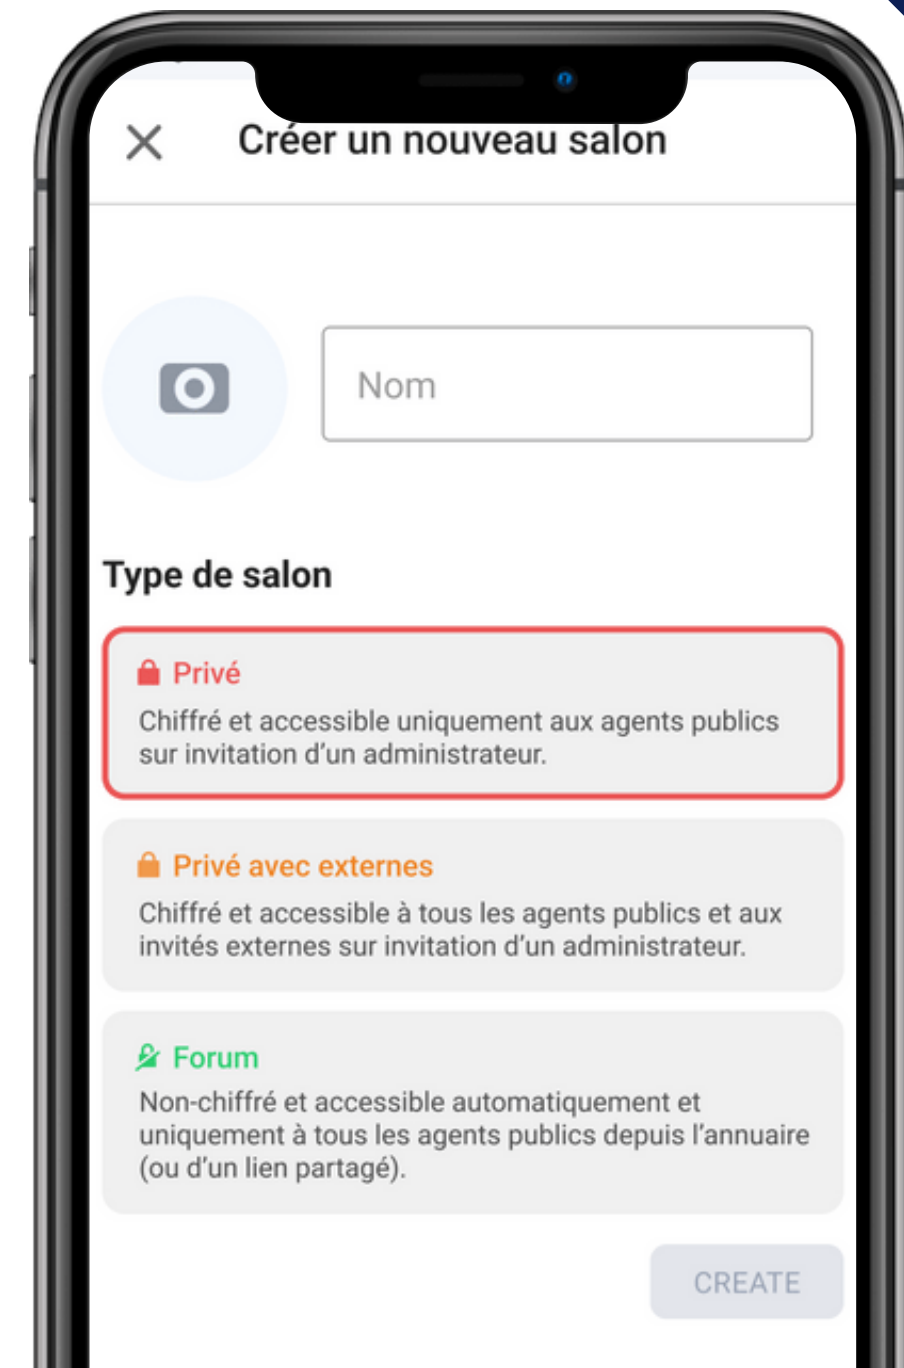 Créer un nouveau salon
Nom
Type de salon
Privé
Chiffré et accessible uniquement aux agents publics
sur invitation d’un administrateur.
Privé avec externes
Chiffré et accessible à tous les agents publics et aux
invités externes sur invitation d’un administrateur.
Forum
Non-chiffré et accessible automatiquement et
uniquement à tous les agents publics depuis l’annuaire
(ou d’un lien partagé).
CREATE